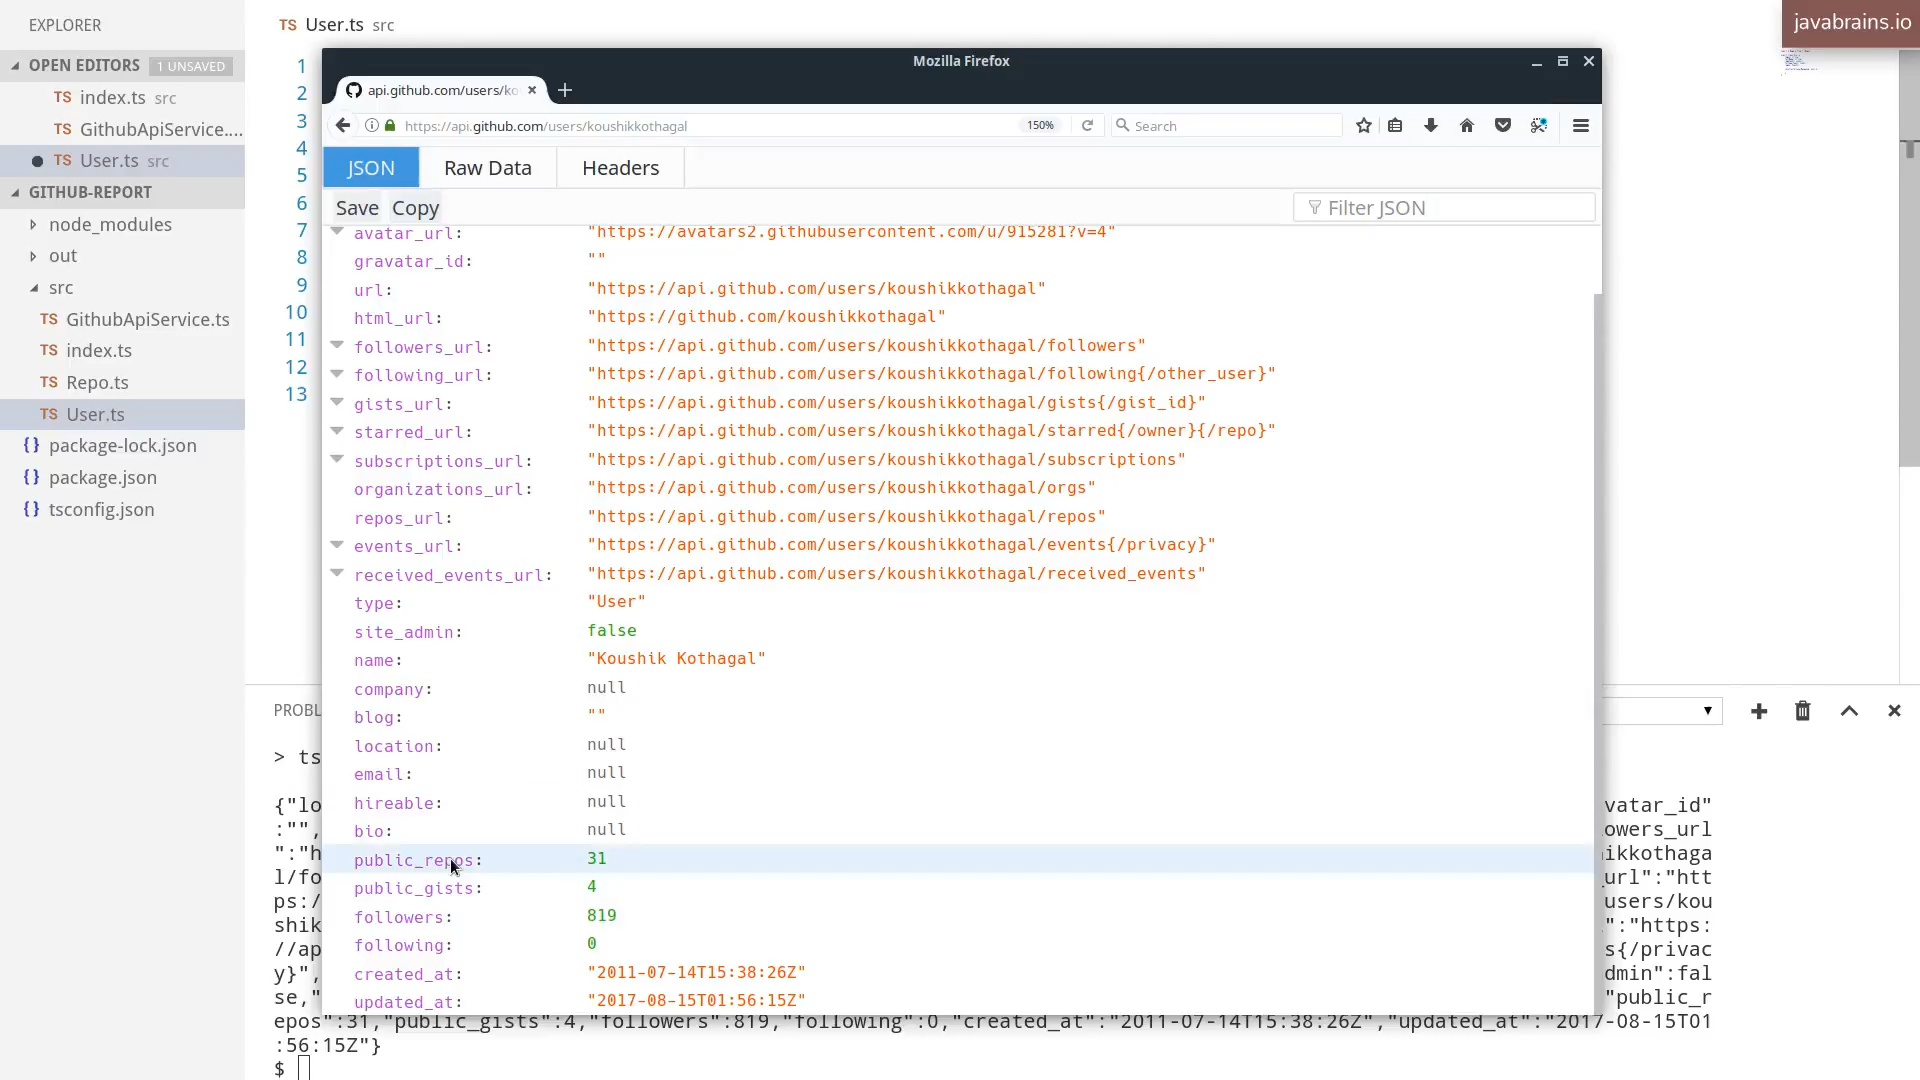 EXPLORER
TS User.ts src
javabrains.io
OPEN EDITORS 1 UNSAVED
TS index.ts src
TS GithubApiService....
TS User.ts src
GITHUB-REPORT
node_modules
out
src
TS GithubApiService.ts
TS index.ts
TS Repo.ts
TS User.ts
{} package-lock.json
{} package.json
{} tsconfig.json
1
2
3
4
5
6
7
8
9
10
11
12
13
Mozilla Firefox
api.github.com/users/ko
https://api.github.com/users/koushikkothagal 150% Search
JSON Raw Data Headers
Save Copy Filter JSON
avatar_url: "https://avatars2.githubusercontent.com/u/915281?v=4"
gravatar_id: ""
url: "https://api.github.com/users/koushikkothagal"
html_url: "https://github.com/koushikkothagal"
followers_url: "https://api.github.com/users/koushikkothagal/followers"
following_url: "https://api.github.com/users/koushikkothagal/following{/other_user}"
gists_url: "https://api.github.com/users/koushikkothagal/gists{/gist_id}"
starred_url: "https://api.github.com/users/koushikkothagal/starred{/owner}{/repo}"
subscriptions_url: "https://api.github.com/users/koushikkothagal/subscriptions"
organizations_url: "https://api.github.com/users/koushikkothagal/orgs"
repos_url: "https://api.github.com/users/koushikkothagal/repos"
events_url: "https://api.github.com/users/koushikkothagal/events{/privacy}"
received_events_url: "https://api.github.com/users/koushikkothagal/received_events"
type: "User"
site_admin: false
name: "Koushik Kothagal"
company: null
blog: ""
location: null
email: null
hireable: null
bio: null
public_repos: 31
public_gists: 4
followers: 819
following: 0
created_at: "2011-07-14T15:38:26Z"
updated_at: "2017-08-15T01:56:15Z"
PROBL
> ts
{"lo vatar_id"
:"", owers_url
":"h ikkothaga
l/fo _url":"htt
ps:/ users/kou
shik ":"https:
//ap s{/privac
y}", dmin":fal
se," "public_r
epos":31,"public_gists":4,"followers":819,"following":0,"created_at":"2011-07-14T15:38:26Z","updated_at":"2017-08-15T01
:56:15Z"}
$